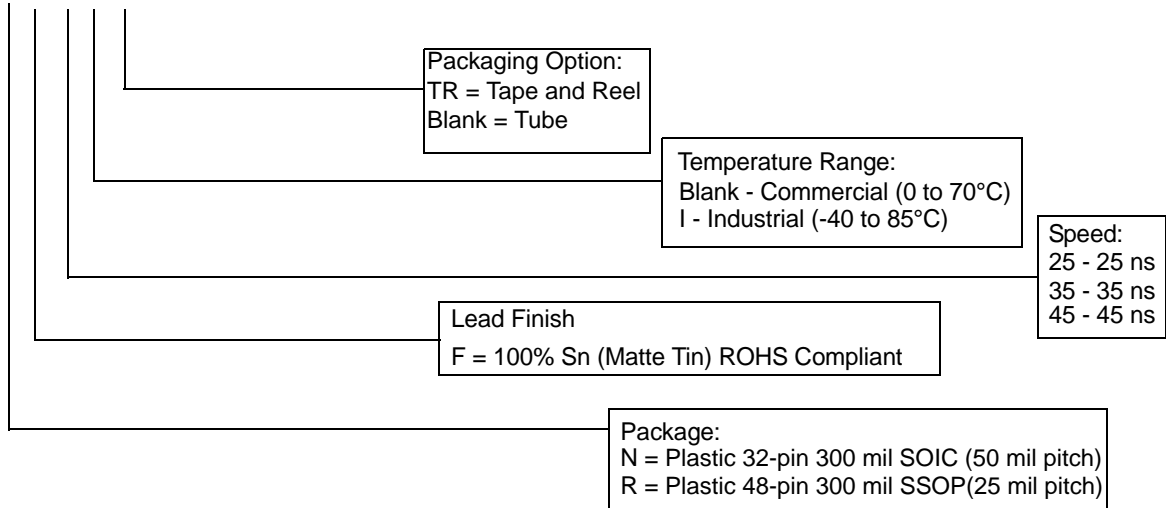 Packaging Option:
TR = Tape and Reel
Blank = Tube
Temperature Range:
Blank - Commercial (0 to 70°C)
I - Industrial (-40 to 85°C)
Speed:
25 - 25 ns
35 - 35 ns
45 - 45 ns
Lead Finish
F = 100% Sn (Matte Tin) ROHS Compliant
Package:
N = Plastic 32-pin 300 mil SOIC (50 mil pitch)
R = Plastic 48-pin 300 mil SSOP(25 mil pitch)